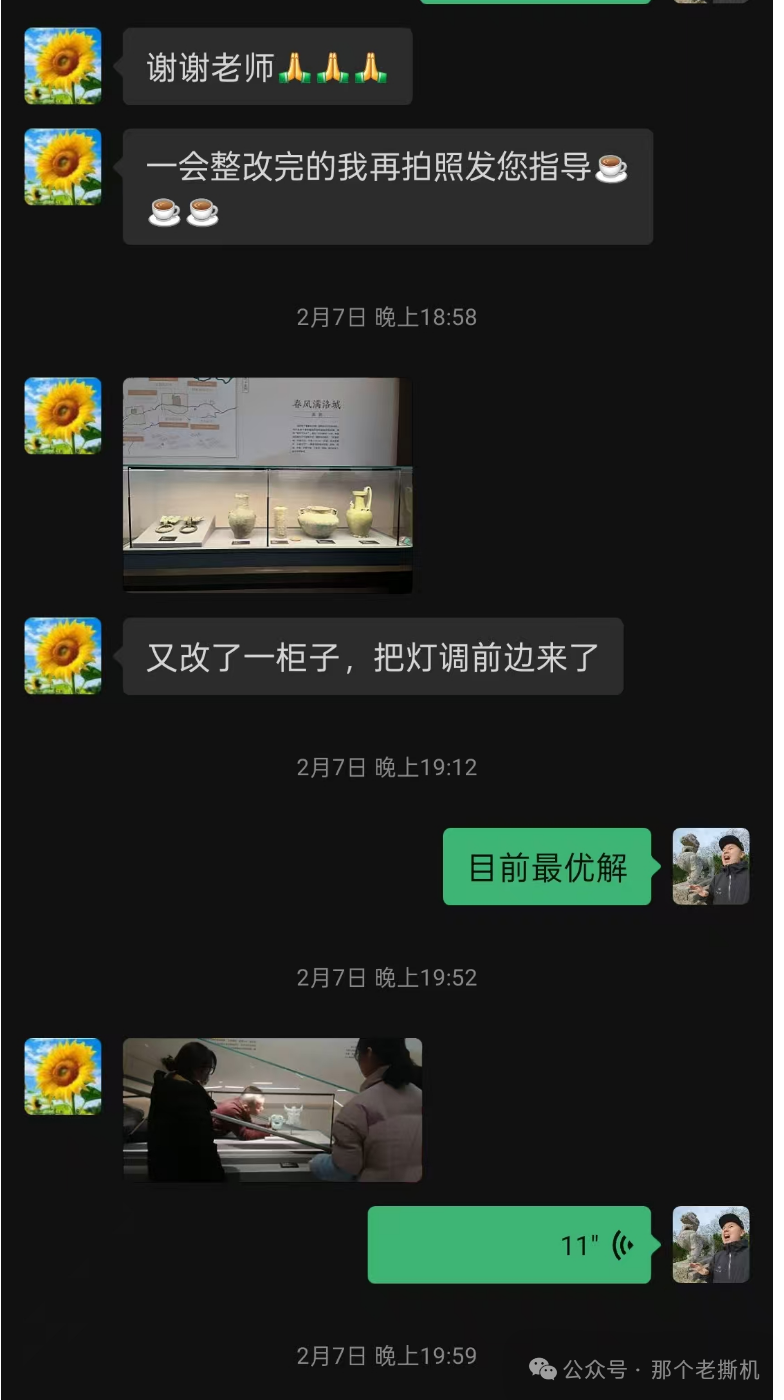 谢谢老师🙏🙏🙏
一会整改完的我再拍照发您指导☕
☕☕
2月7日 晚上18:58
春风满洛城
又改了一柜子，把灯调前边来了
2月7日 晚上19:12
目前最优解
2月7日 晚上19:52
11"
2月7日 晚上19:59
公众号 · 那个老撕机